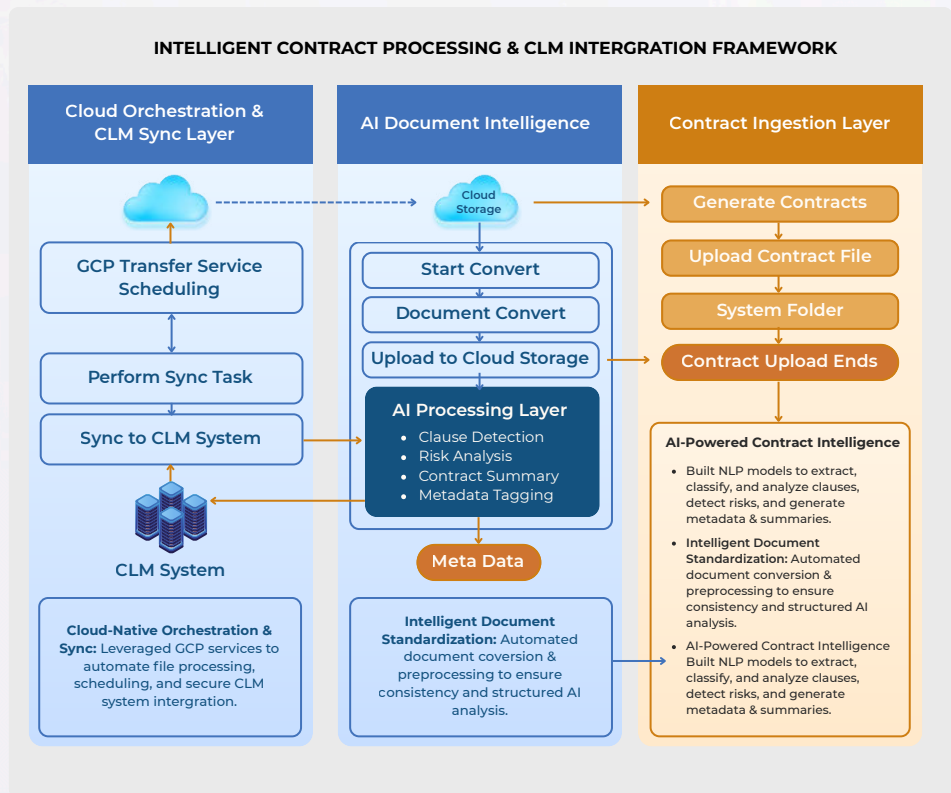 INTELLIGENT CONTRACT PROCESSING & CLM INTERGRATION FRAMEWORK
Cloud Orchestration &
CLM Sync Layer
GCP Transfer Service
Scheduling
Perform Sync Task
Sync to CLM System
CLM System
Cloud-Native Orchestration &
Sync: Leveraged GCP services to
automate file processing,
scheduling, and secure CLM
system intergration.
AI Document Intelligence
Cloud
Storage
Start Convert
Document Convert
Upload to Cloud Storage
AI Processing Layer
• Clause Detection
• Risk Analysis
• Contract Summary
• Metadata Tagging
Meta Data
Intelligent Document
Standardization: Automated
document coversion &
preprocessing to ensure
consistency and structured AI
analysis.
Contract Ingestion Layer
Generate Contracts
Upload Contract File
System Folder
Contract Upload Ends
AI-Powered Contract Intelligence
• Built NLP models to extract,
classify, and analyze clauses,
detect risks, and generate
metadata & summaries.
• Intelligent Document
Standardization: Automated
document conversion &
preprocessing to ensure
consistency and structured AI
analysis.
• AI-Powered Contract Intelligence
Built NLP models to extract,
classify, and analyze clauses,
detect risks, and generate
metadata & summaries.